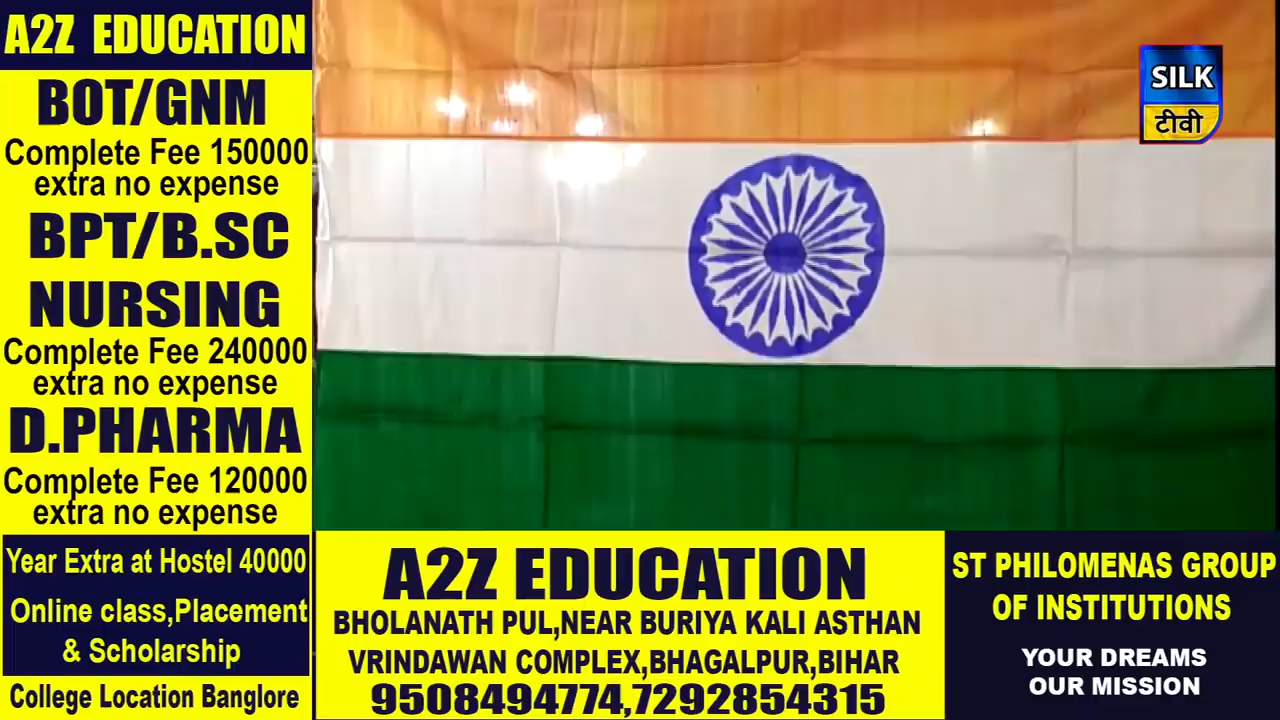 A2Z EDUCATION
BOT/GNM
Complete Fee 150000
extra no expense
BPT/B.SC
NURSING
Complete Fee 240000
extra no expense
D.PHARMA
Complete Fee 120000
extra no expense
Year Extra at Hostel 40000
Online class,Placement
& Scholarship
College Location Banglore
SILK
टीवी
A2Z EDUCATION
BHOLANATH PUL,NEAR BURIYA KALI ASTHAN
VRINDAWAN COMPLEX,BHAGALPUR,BIHAR
9508494774,7292854315
ST PHILOMENAS GROUP
OF INSTITUTIONS
YOUR DREAMS
OUR MISSION